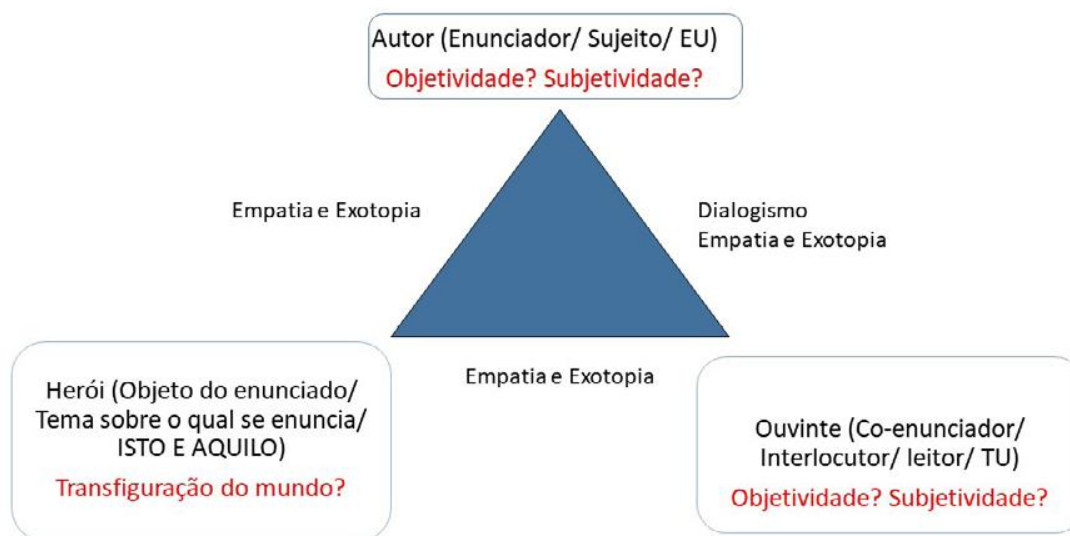 Autor (Enunciador/ Sujeito/ EU)
Objetividade? Subjetividade?
Empatia e Exotopia
Dialogismo
Empatia e Exotopia
Empatia e Exotopia
Herói (Objeto do enunciado/
Tema sobre o qual se enuncia/
ISTO E AQUILO)
Transfiguração do mundo?
Ouvinte (Co-enunciador/
Interlocutor/ leitor/ TU)
Objetividade? Subjetividade?